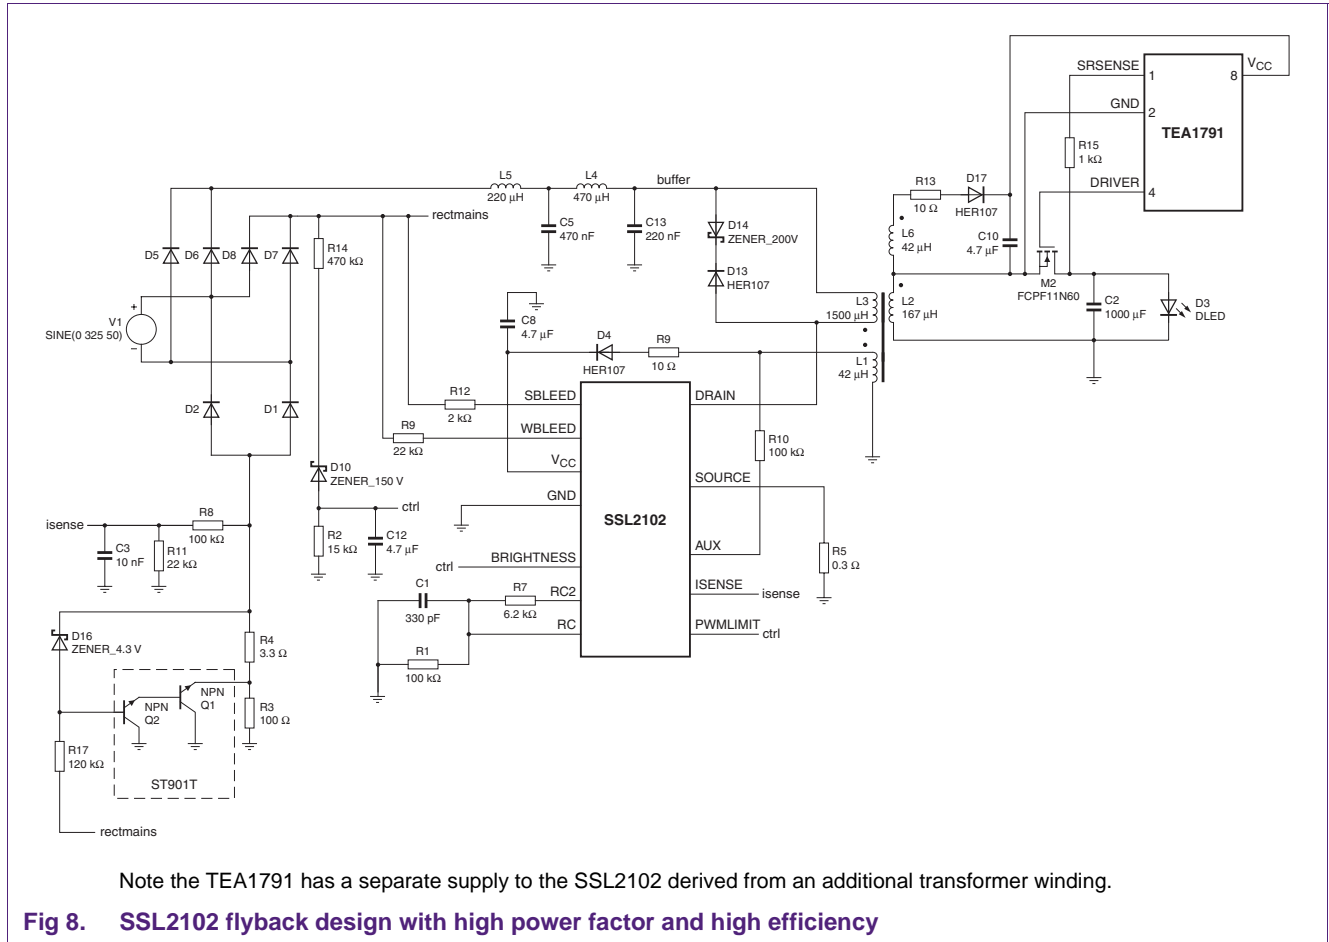 SRSENSE
1
8
VCC
GND
2
TEA1791
R15
1 kΩ
DRIVER
4
L5
220 μH
L4
470 μH
buffer
R13
10 Ω
D17
HER107
rectmains
C5
470 nF
C13
220 nF
D14
ZENER_200V
L6
42 μH
C10
4.7 μF
D5
D6
D8
D7
R14
470 kΩ
D13
HER107
M2
FCPF11N60
V1
SINE(0 325 50)
+
−
C8
4.7 μF
L3
1500 μH
L2
167 μH
C2
1000 μF
D3
DLED
D4
HER107
R9
10 Ω
L1
42 μH
D2
D1
R12
2 kΩ
SBLEED
DRAIN
R9
22 kΩ
WBLEED
R10
100 kΩ
D10
ZENER_150 V
VCC
SOURCE
ctrl
GND
SSL2102
isense
R8
100 kΩ
C3
10 nF
R11
22 kΩ
R2
15 kΩ
C12
4.7 μF
AUX
R5
0.3 Ω
ctrl
BRIGHTNESS
ISENSE
isense
C1
330 pF
R7
6.2 kΩ
RC2
RC
PWMLIMIT
ctrl
R1
100 kΩ
D16
ZENER_4.3 V
R4
3.3 Ω
NPN
Q2
NPN
Q1
R3
100 Ω
R17
120 kΩ
ST901T
rectmains
Note the TEA1791 has a separate supply to the SSL2102 derived from an additional transformer winding.
Fig 8. SSL2102 flyback design with high power factor and high efficiency